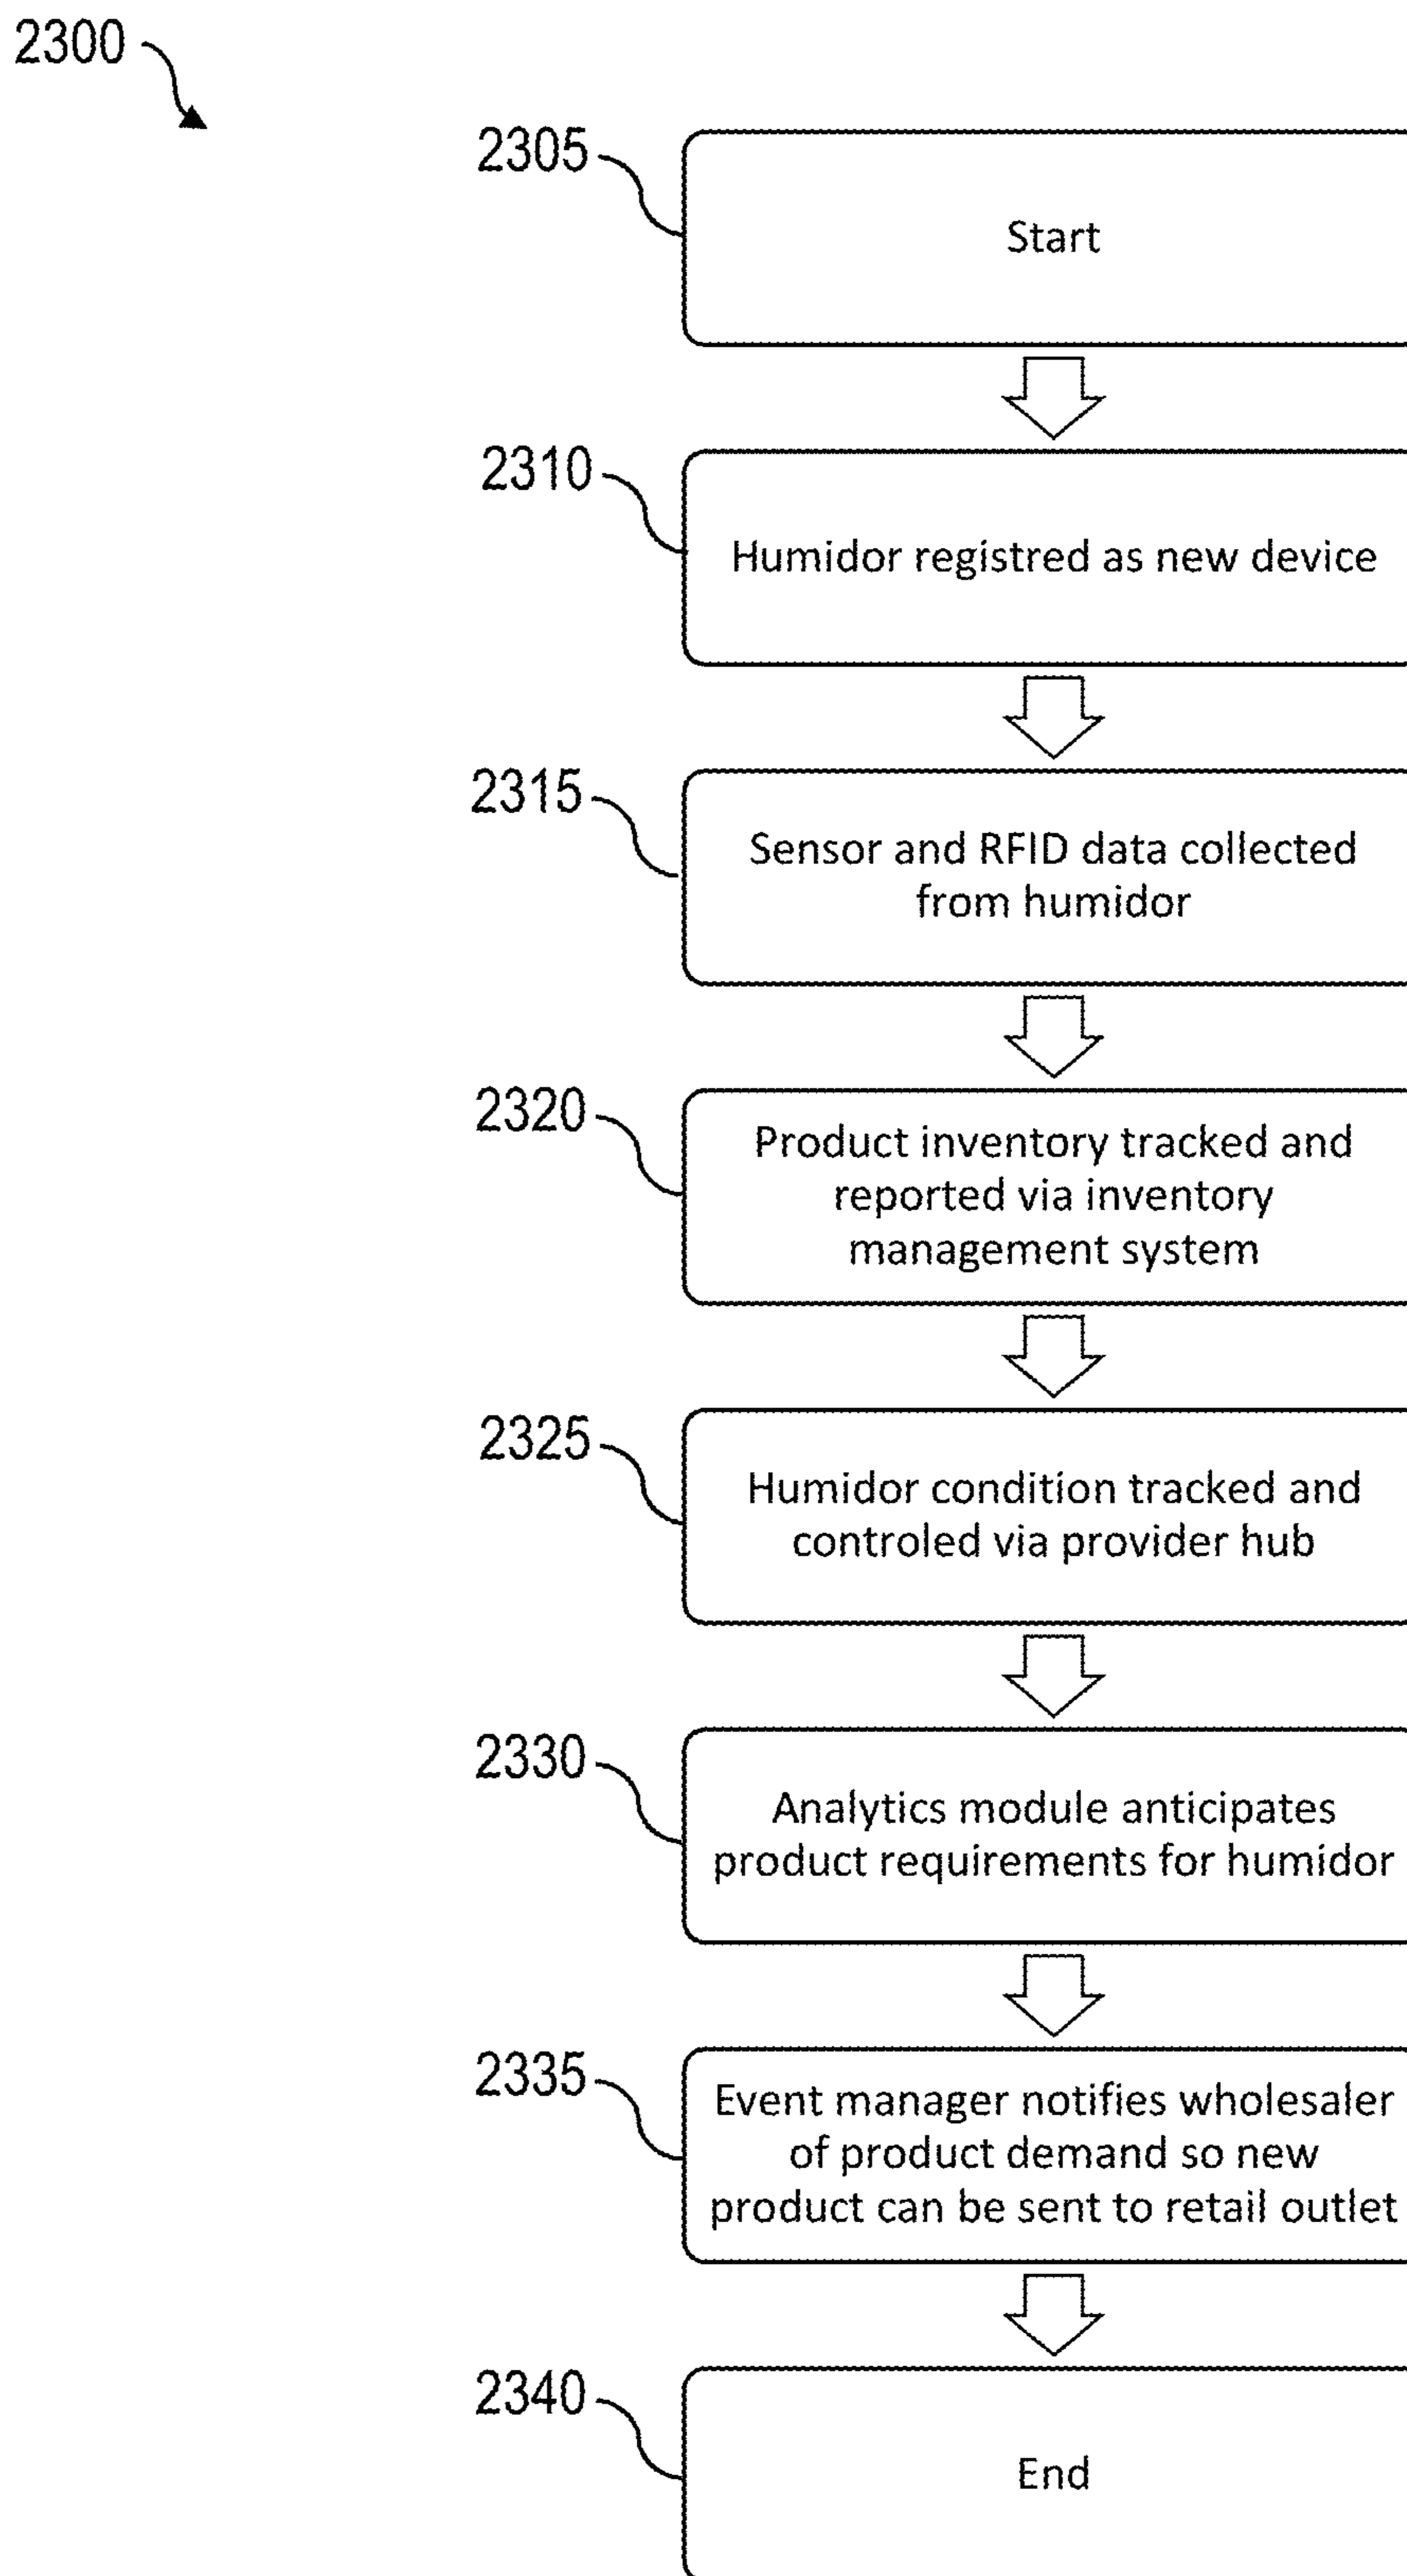 2300
2305
Start
2310
Humidor registred as new device
2315
Sensor and RFID data collected
from humidor
2320
Product inventory tracked and
reported via inventory
management system
2325
Humidor condition tracked and
controled via provider hub
2330
Analytics module anticipates
product requirements for humidor
2335
Event manager notifies wholesaler
of product demand so new
product can be sent to retail outlet
2340
End